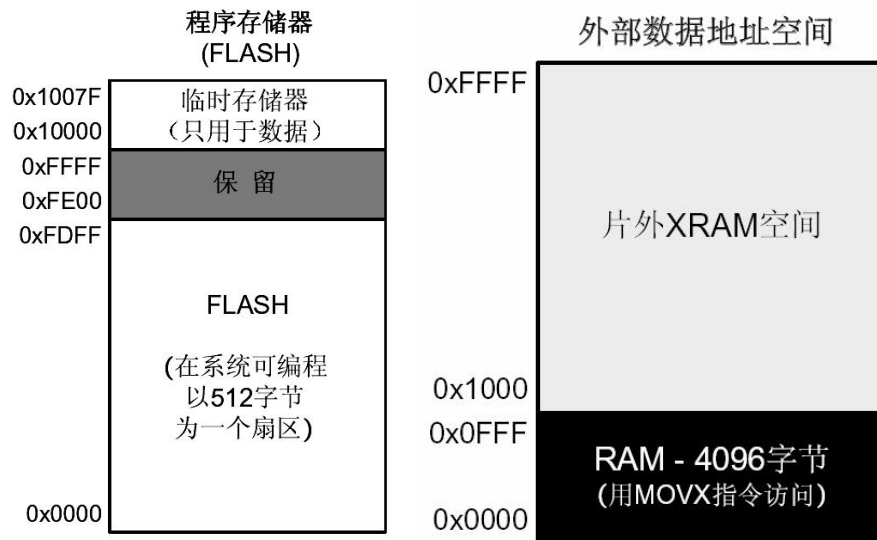 程序存储器
(FLASH)
0x1007F
临时存储器
0x10000
（只用于数据）
0xFFFF
保 留
0xFE00
0xFDFF
FLASH
(在系统可编程
以512字节
为一个扇区)
0x0000
外部数据地址空间
0xFFFF
片外XRAM空间
0x1000
0x0FFF
RAM - 4096字节
(用MOVX指令访问)
0x0000